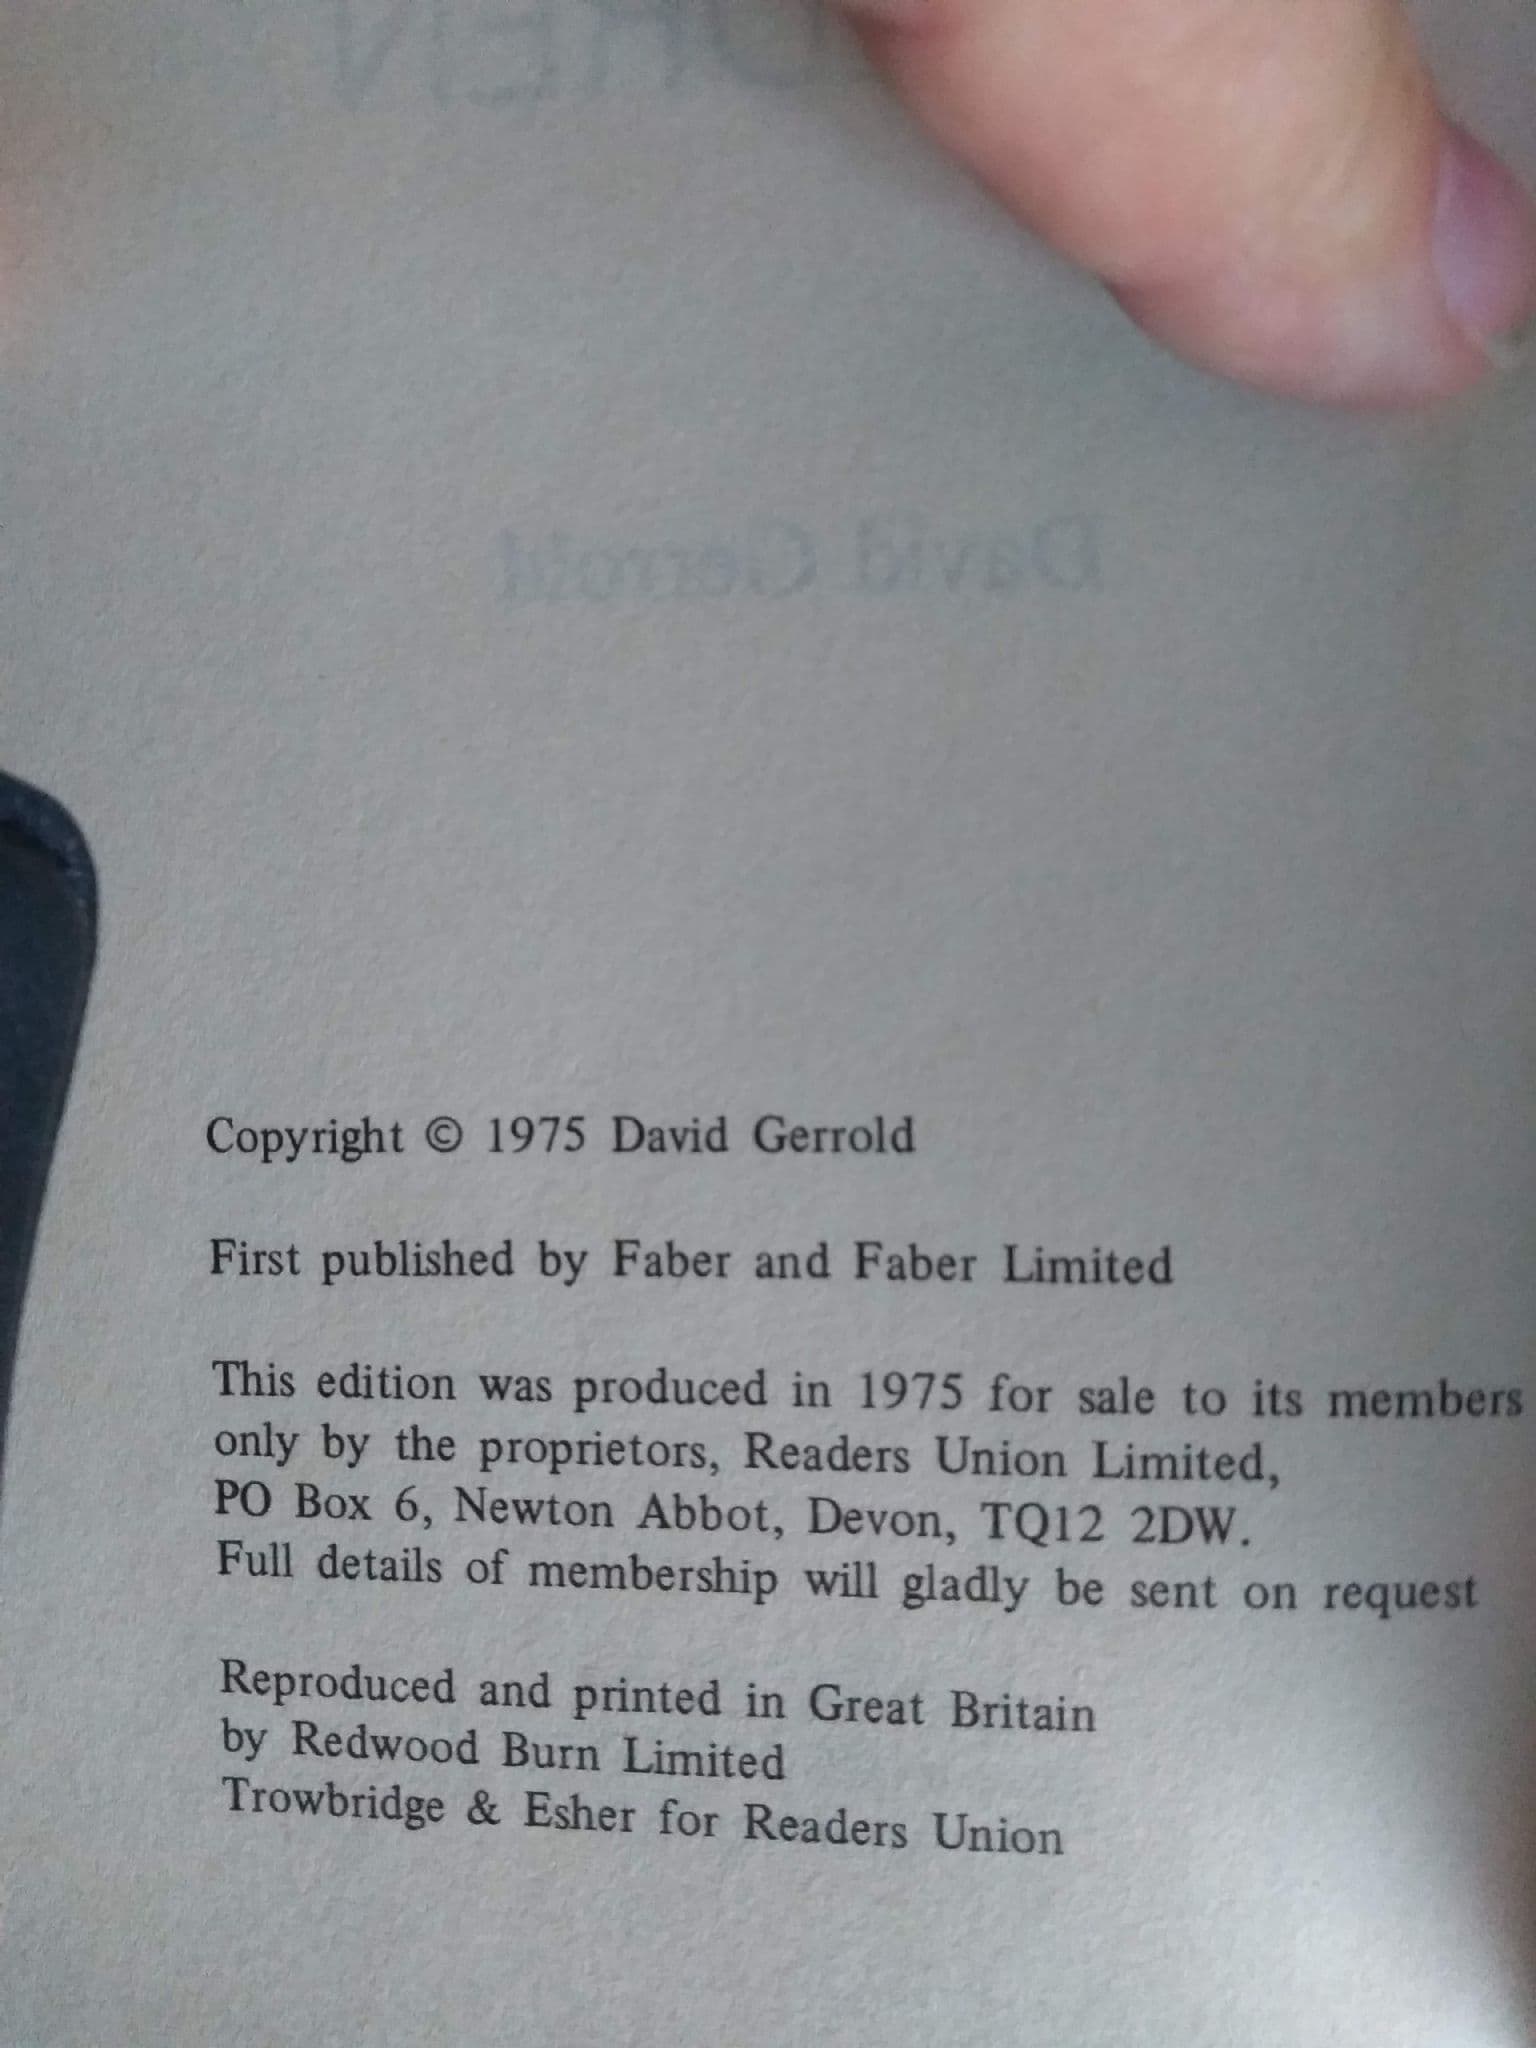 David Gerrold
Copyright © 1975 David Gerrold
First published by Faber and Faber Limited
This edition was produced in 1975 for sale to its members
only by the proprietors, Readers Union Limited,
PO Box 6, Newton Abbot, Devon, TQ12 2DW.
Full details of membership will gladly be sent on request
Reproduced and printed in Great Britain
by Redwood Burn Limited
Trowbridge & Esher for Readers Union